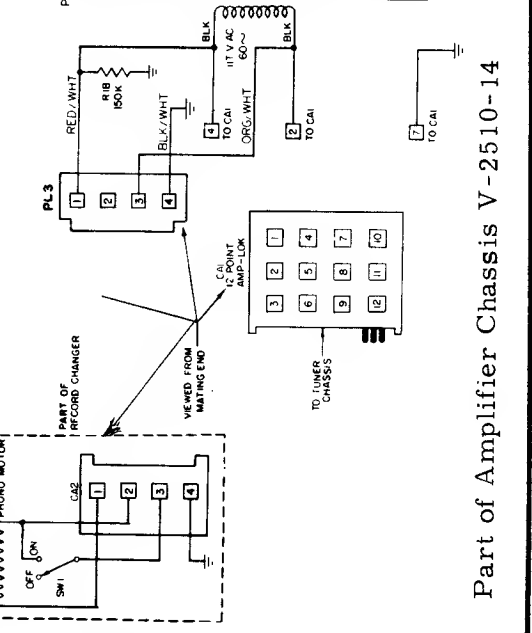 P
BLK
BLK
117 V AC
60~
RED/WHT
R18
150K
BLK/WHT
ORG/WHT
4
TO CA1
2
TO CA1
7
TO CA1
PL3
1
2
3
4
CA1
12 POINT
AMP-LOK
1 4 7 10
2 5 8 11
3 6 9 12
TO TUNER
CHASSIS
VIEWED FROM
MATING END
PART OF
RECORD CHANGER
PHONO MOTOR
CA2
1
2
3
4
OFF
ON
SW1
Part of Amplifier Chassis V-2510-14